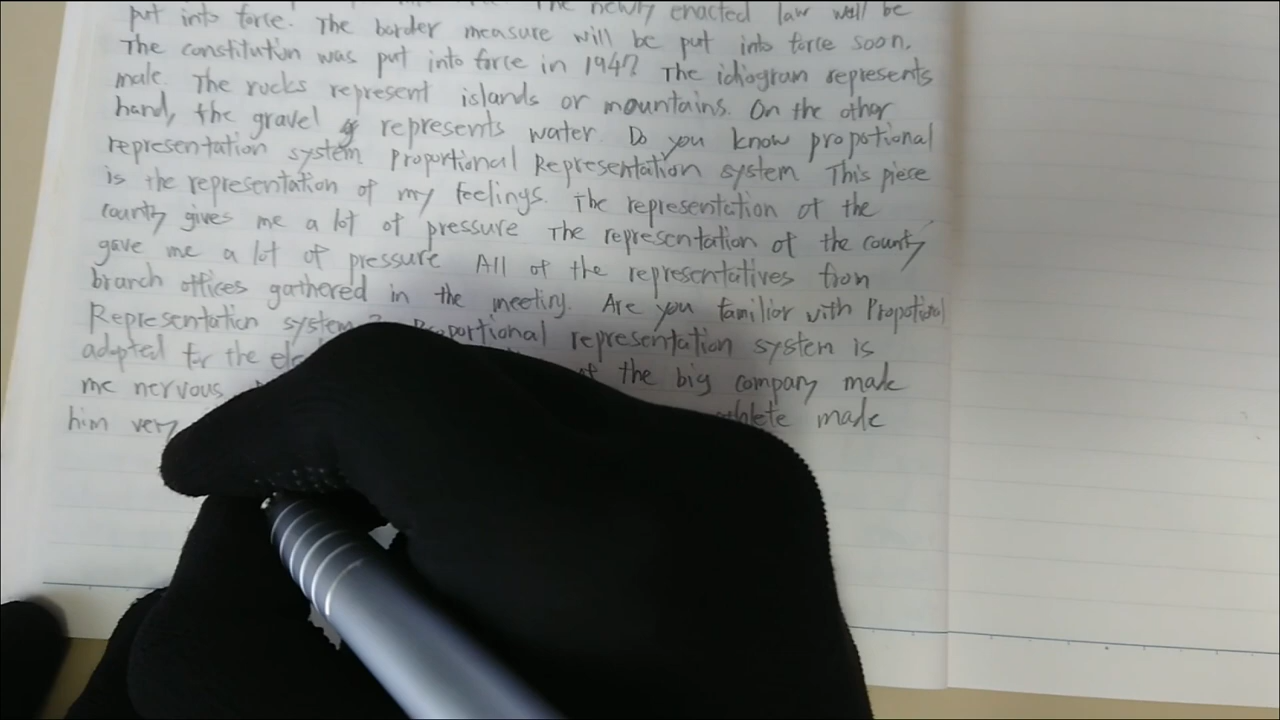 The newly enacted law will be
put into force. The border measure will be put into force soon.
The constitution was put into force in 1947 The idiogram represents
male. The rocks represent islands or mountains. On the other
hand, the gravel represents water. Do you know propotional
representation system Proportional Representation system This piece
is the representation of my feelings. The representation of the
county gives me a lot of pressure The representation of the county
gave me a lot of pressure All of the representatives from
branch offices gathered in the meeting. Are you familior with Propotional
Representation system? Proportional representation system is
adopted for the the big company made
me nervous
him very athlete made